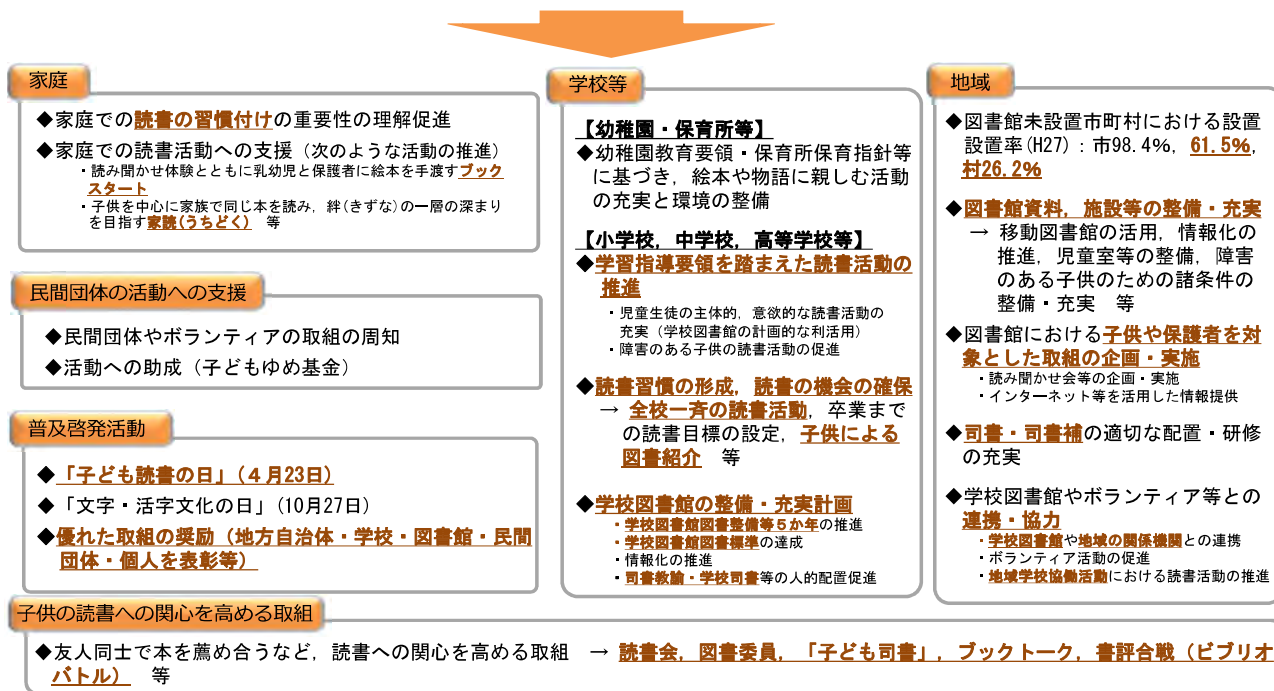 家庭
◆家庭での読書の習慣付けの重要性の理解促進
◆家庭での読書活動への支援（次のような活動の推進）
・読み聞かせ体験とともに乳幼児と保護者に絵本を手渡すブック
スタート
・子供を中心に家族で同じ本を読み，絆(きずな)の一層の深まり
を目指す家読(うちどく)　等
民間団体の活動への支援
◆民間団体やボランティアの取組の周知
◆活動への助成（子どもゆめ基金）
普及啓発活動
◆「子ども読書の日」（４月23日）
◆「文字・活字文化の日」（10月27日）
◆優れた取組の奨励（地方自治体・学校・図書館・民間
団体・個人を表彰等）
学校等
【幼稚園・保育所等】
◆幼稚園教育要領・保育所保育指針等
に基づき，絵本や物語に親しむ活動
の充実と環境の整備
【小学校，中学校，高等学校等】
◆学習指導要領を踏まえた読書活動の
推進
・児童生徒の主体的，意欲的な読書活動の
充実（学校図書館の計画的な利活用）
・障害のある子供の読書活動の促進
◆読書習慣の形成，読書の機会の確保
→ 全校一斉の読書活動，卒業まで
の読書目標の設定，子供による
図書紹介　等
◆学校図書館の整備・充実計画
・学校図書館図書整備等５か年の推進
・学校図書館図書標準の達成
・情報化の推進
・司書教諭・学校司書等の人的配置促進
地域
◆図書館未設置市町村における設置
設置率(H27)：市98.4%，61.5%，
村26.2%
◆図書館資料，施設等の整備・充実
→ 移動図書館の活用，情報化の
推進，児童室等の整備，障害
のある子供のための諸条件の
整備・充実　等
◆図書館における子供や保護者を対
象とした取組の企画・実施
・読み聞かせ会等の企画・実施
・インターネット等を活用した情報提供
◆司書・司書補の適切な配置・研修
の充実
◆学校図書館やボランティア等との
連携・協力
・学校図書館や地域の関係機関との連携
・ボランティア活動の促進
・地域学校協働活動における読書活動の推進
子供の読書への関心を高める取組
◆友人同士で本を薦め合うなど，読書への関心を高める取組　→ 読書会，図書委員，「子ども司書」，ブックトーク，書評合戦（ビブリオ
バトル）　等